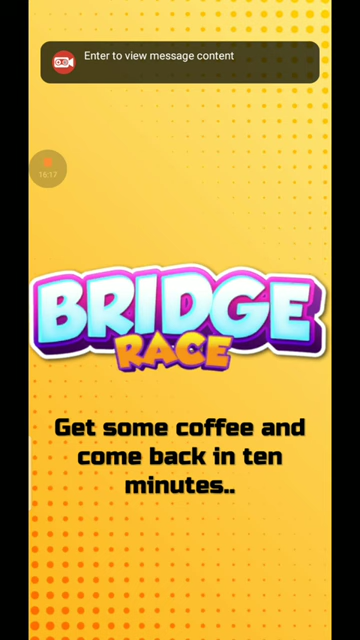 Enter to view message content
16:17
BRIDGE
RACE
Get some coffee and
come back in ten
minutes..